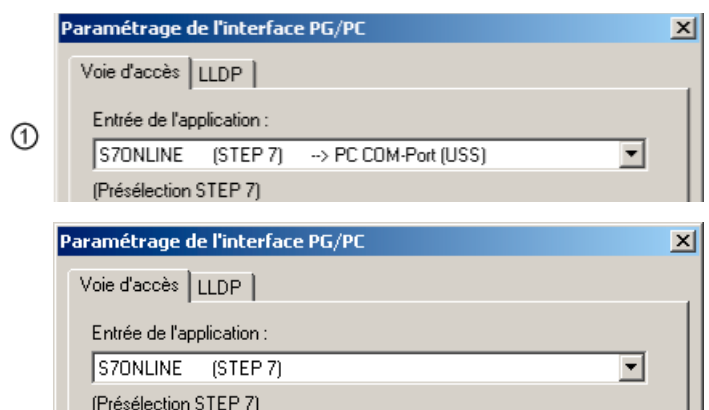 Paramétrage de l'interface PG/PC
Voie d'accès LLDP
Entrée de l'application :
①
S7ONLINE (STEP 7) --> PC COM-Port (USS)
(Présélection STEP 7)
Paramétrage de l'interface PG/PC
Voie d'accès LLDP
Entrée de l'application :
S7ONLINE (STEP 7)
(Présélection STEP 7)